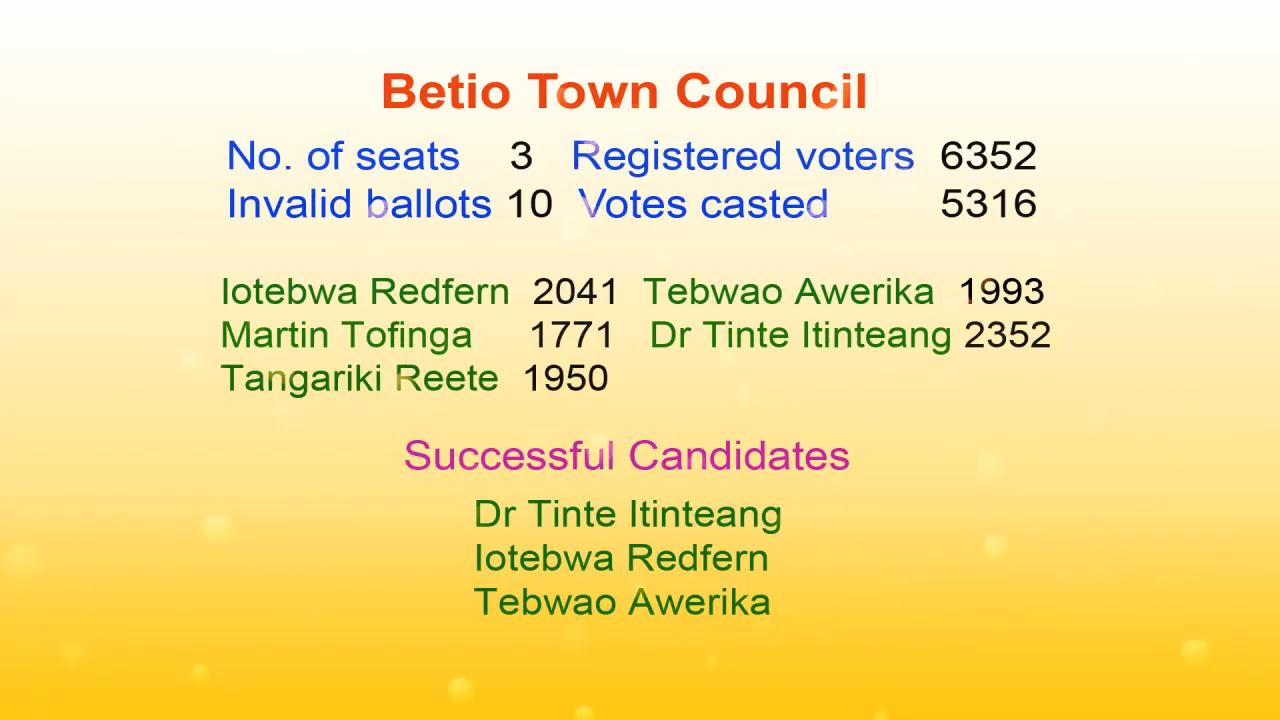 Betio Town Council
No. of seats 3 Registered voters 6352
Invalid ballots 10 Votes casted 5316
Iotebwa Redfern 2041 Tebwao Awerika 1993
Martin Tofinga 1771 Dr Tinte Itinteang 2352
Tangariki Reete 1950
Successful Candidates
Dr Tinte Itinteang
Iotebwa Redfern
Tebwao Awerika